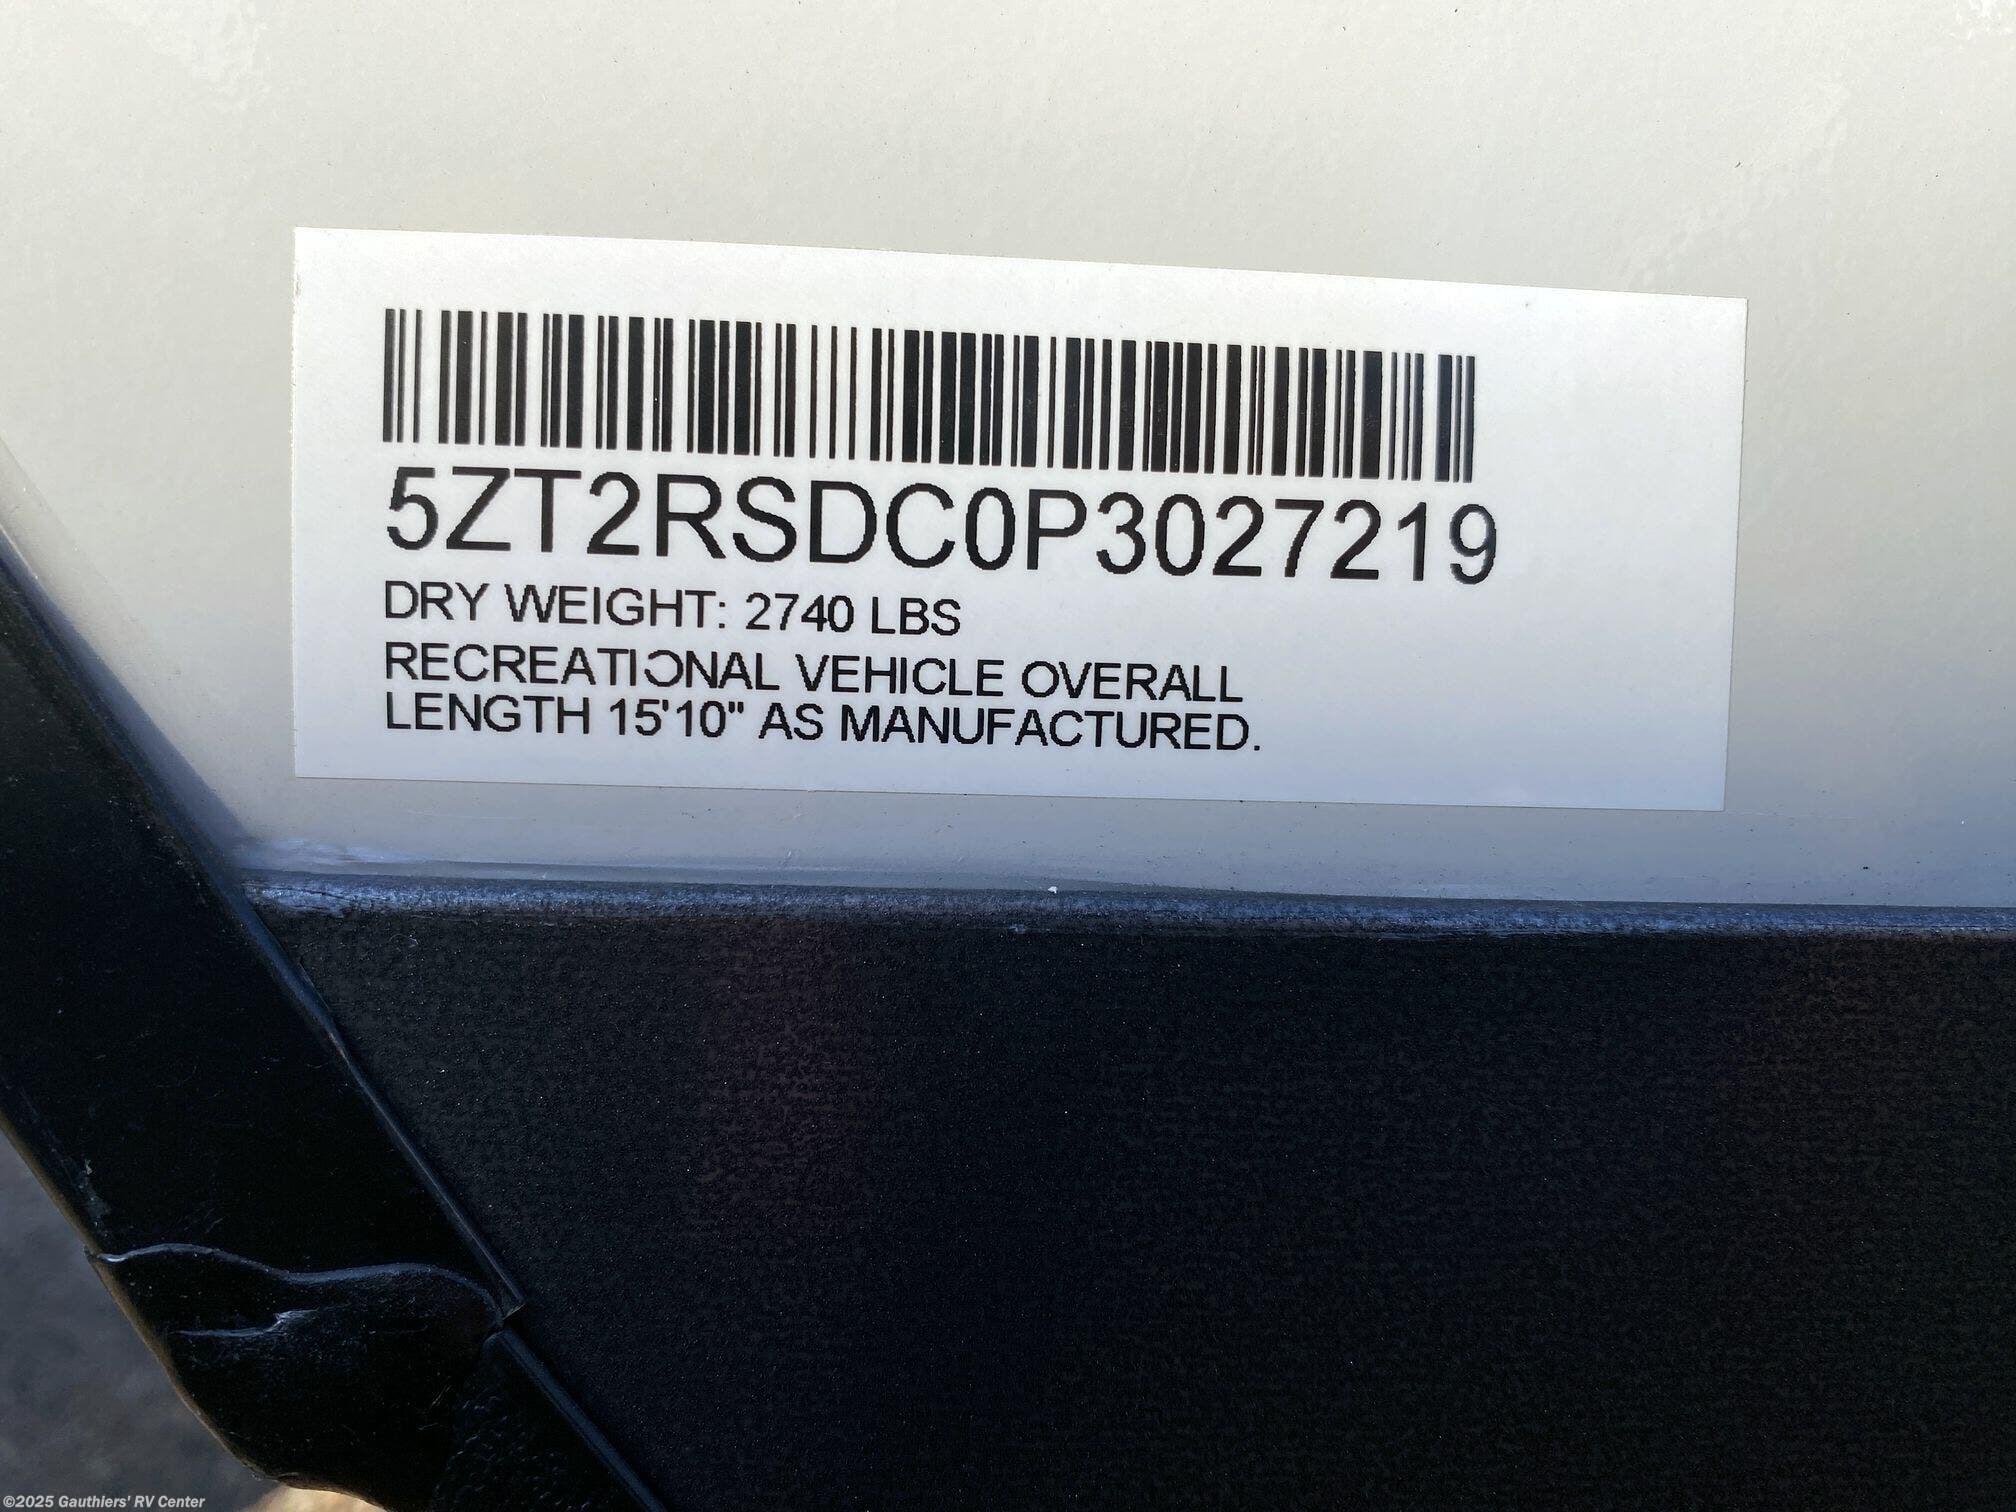 5ZT2RSDC0P3027219
DRY WEIGHT: 2740 LBS
RECREATIONAL VEHICLE OVERALL
LENGTH 15'10" AS MANUFACTURED.
©2025 Gauthiers' RV Center